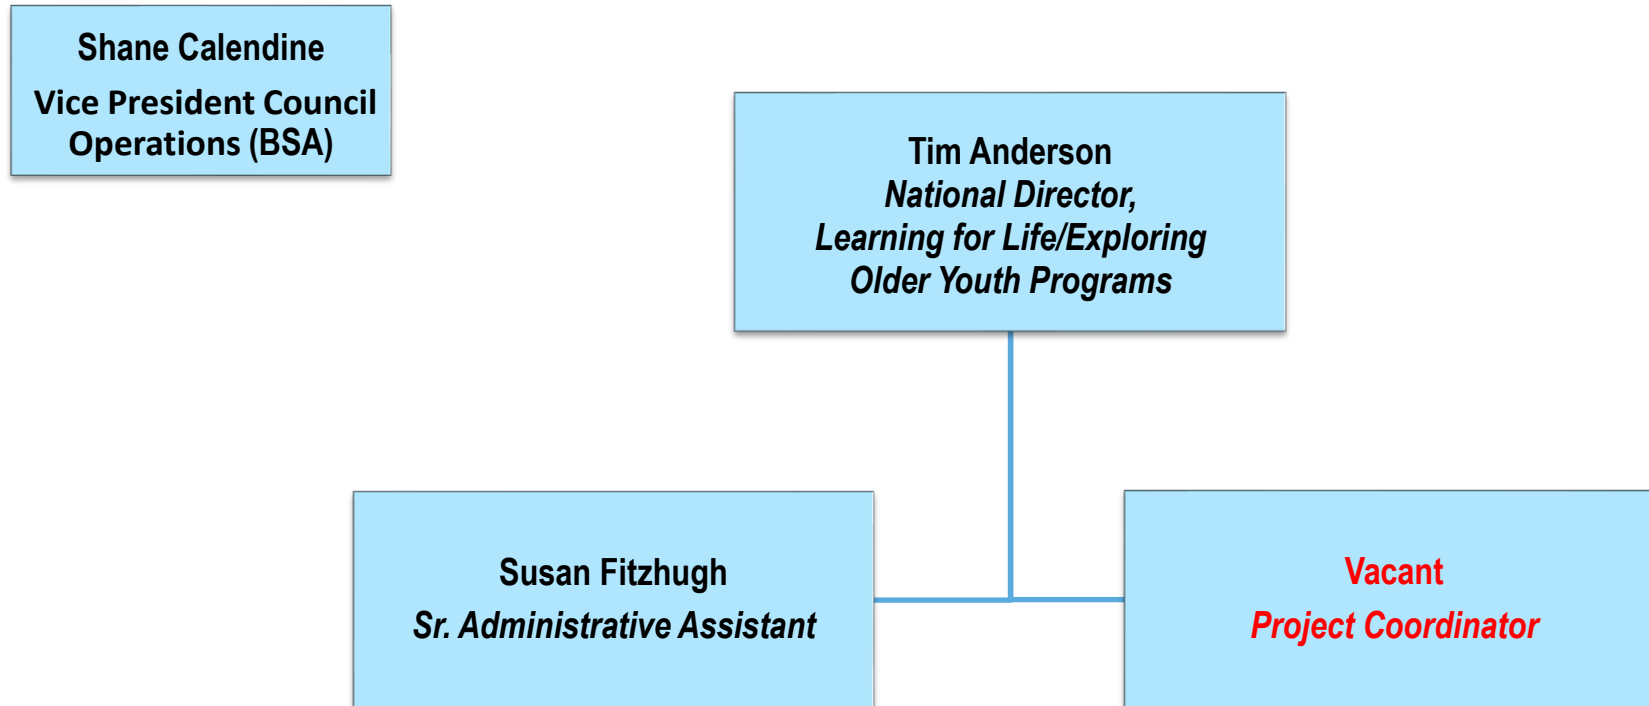 Shane Calendine
Vice President Council
Operations (BSA)
Tim Anderson
National Director,
Learning for Life/Exploring
Older Youth Programs
Susan Fitzhugh
Sr. Administrative Assistant
Vacant
Project Coordinator